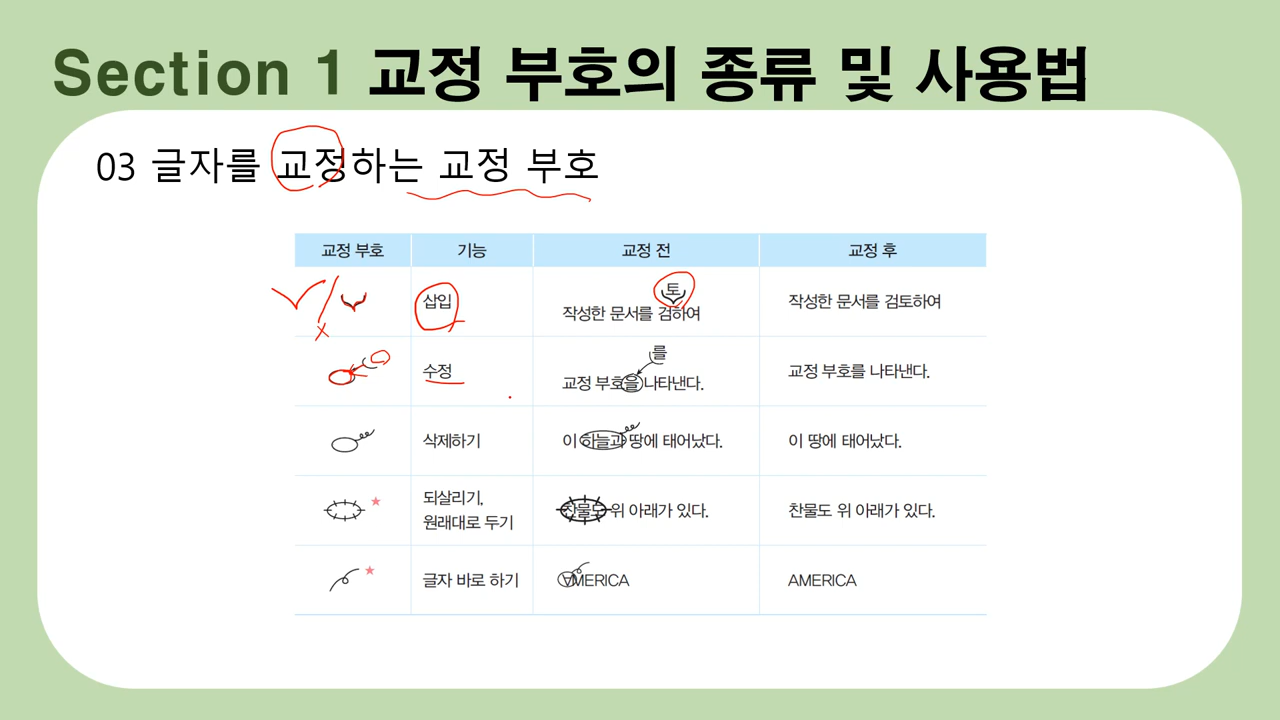 Section 1 교정 부호의 종류 및 사용법
03 글자를 교정하는 교정 부호
교정 부호 기능 교정 전 교정 후
삽입 토 작성한 문서를 검하여 작성한 문서를 검토하여
수정 를 교정 부호을 나타낸다. 교정 부호를 나타낸다.
삭제하기 이 하늘과 땅에 태어났다. 이 땅에 태어났다.
되살리기,
원래대로 두기 찬물도 위 아래가 있다. 찬물도 위 아래가 있다.
글자 바로 하기 ∀MERICA AMERICA